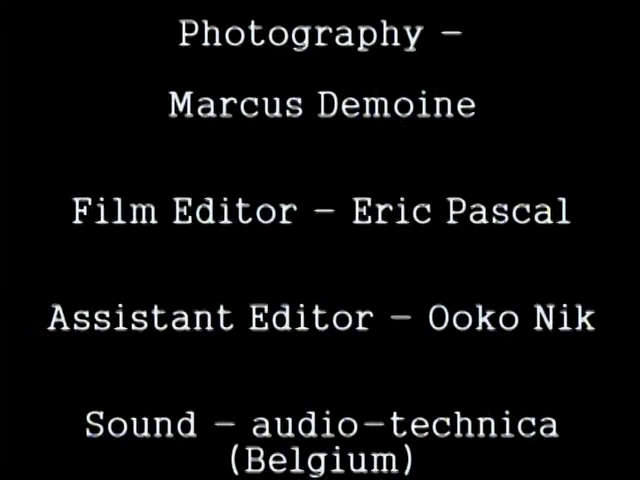 Photography -
Marcus Demoine
Film Editor - Eric Pascal
Assistant Editor - Ooko Nik
Sound - audio-technica
(Belgium)